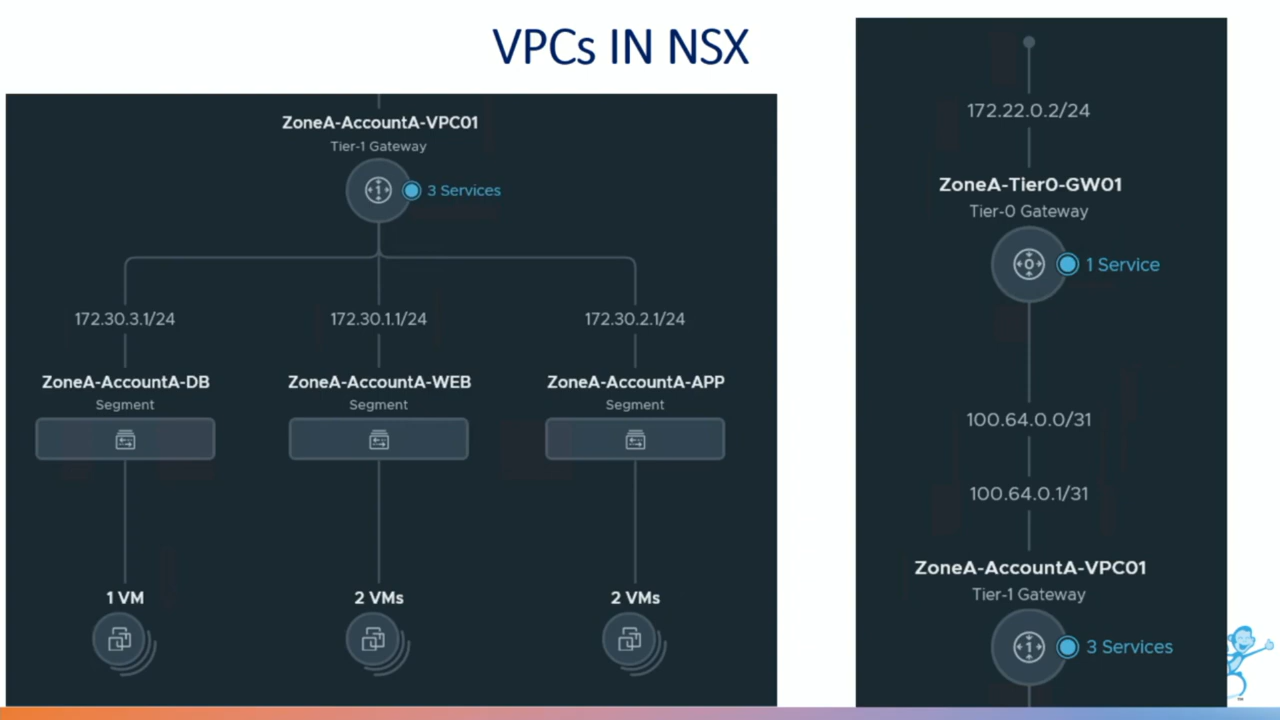 VPCs IN NSX
ZoneA-AccountA-VPC01
Tier-1 Gateway
1
3 Services
172.30.3.1/24
172.30.1.1/24
172.30.2.1/24
ZoneA-AccountA-DB
ZoneA-AccountA-WEB
ZoneA-AccountA-APP
Segment
Segment
Segment
1 VM
2 VMs
2 VMs
172.22.0.2/24
ZoneA-Tier0-GW01
Tier-0 Gateway
0
1 Service
100.64.0.0/31
100.64.0.1/31
ZoneA-AccountA-VPC01
Tier-1 Gateway
1
3 Services